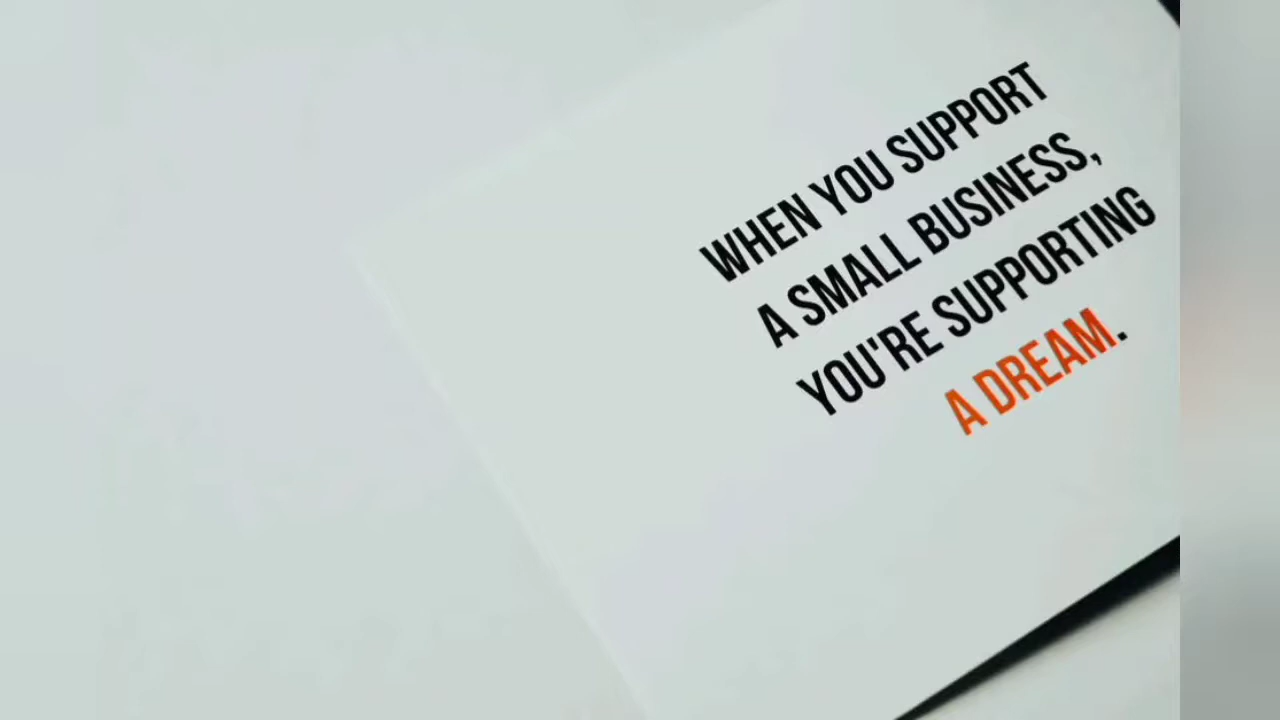 WHEN YOU SUPPORT
A SMALL BUSINESS,
YOU'RE SUPPORTING
A DREAM.